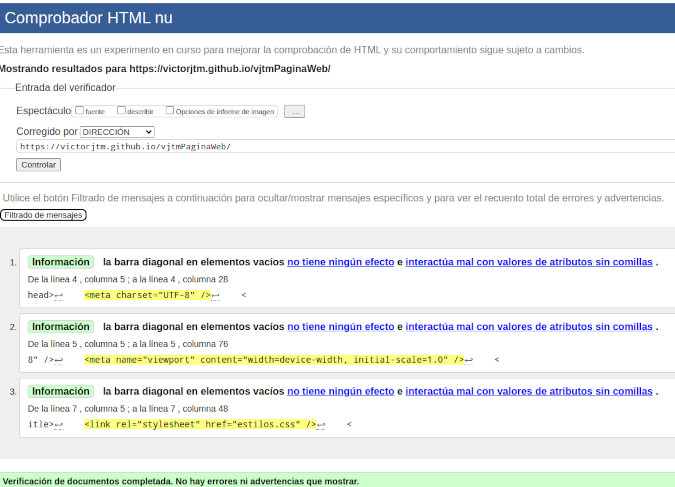 Comprobador HTML nu
Esta herramienta es un experimento en curso para mejorar la comprobación de HTML y su comportamiento sigue sujeto a cambios.
Mostrando resultados para https://victorjtm.github.io/vjtmPaginaWeb/
Entrada del verificador
Espectáculo fuente describir Opciones de informe de imagen ...
Corregido por DIRECCIÓN
https://victorjtm.github.io/vjtmPaginaWeb/
Controlar
Utilice el botón Filtrado de mensajes a continuación para ocultar/mostrar mensajes específicos y para ver el recuento total de errores y advertencias.
Filtrado de mensajes
1. Información la barra diagonal en elementos vacíos no tiene ningún efecto e interactúa mal con valores de atributos sin comillas .
De la línea 4 , columna 5 ; a la línea 4 , columna 28
head>↩ <meta charset="UTF-8" />↩ <
2. Información la barra diagonal en elementos vacíos no tiene ningún efecto e interactúa mal con valores de atributos sin comillas .
De la línea 5 , columna 5 ; a la línea 5 , columna 76
8" />↩ <meta name="viewport" content="width=device-width, initial-scale=1.0" />↩ <
3. Información la barra diagonal en elementos vacíos no tiene ningún efecto e interactúa mal con valores de atributos sin comillas .
De la línea 7 , columna 5 ; a la línea 7 , columna 48
itle>↩ <link rel="stylesheet" href="estilos.css" />↩ <
Verificación de documentos completada. No hay errores ni advertencias que mostrar.